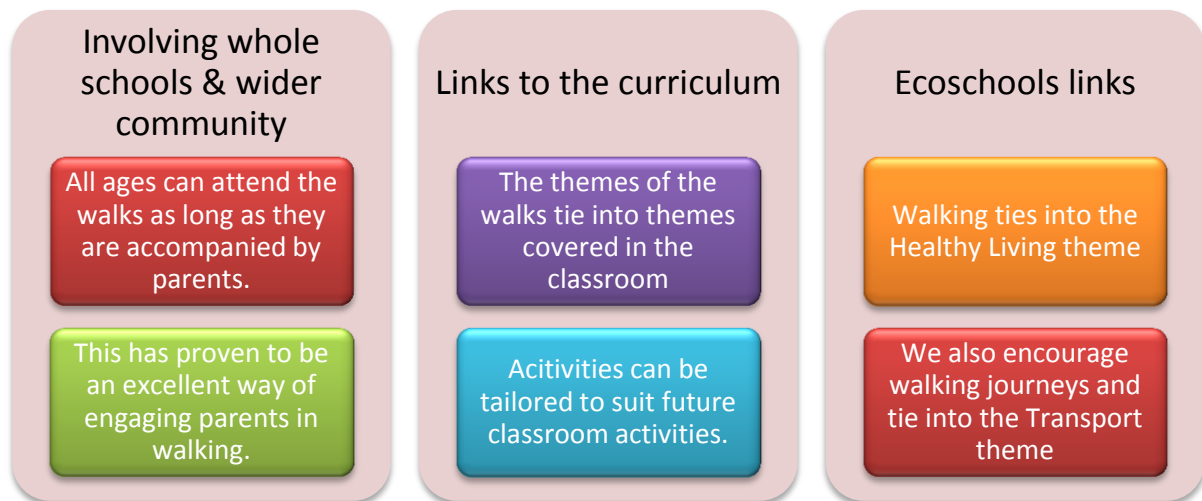 Involving whole
schools & wider
community
All ages can attend the
walks as long as they
are accompanied by
parents.
This has proven to be
an excellent way of
engaging parents in
walking.
Links to the curriculum
The themes of the
walks tie into themes
covered in the
classroom
Acitivities can be
tailored to suit future
classroom activities.
Ecoschools links
Walking ties into the
Healthy Living theme
We also encourage
walking journeys and
tie into the Transport
theme